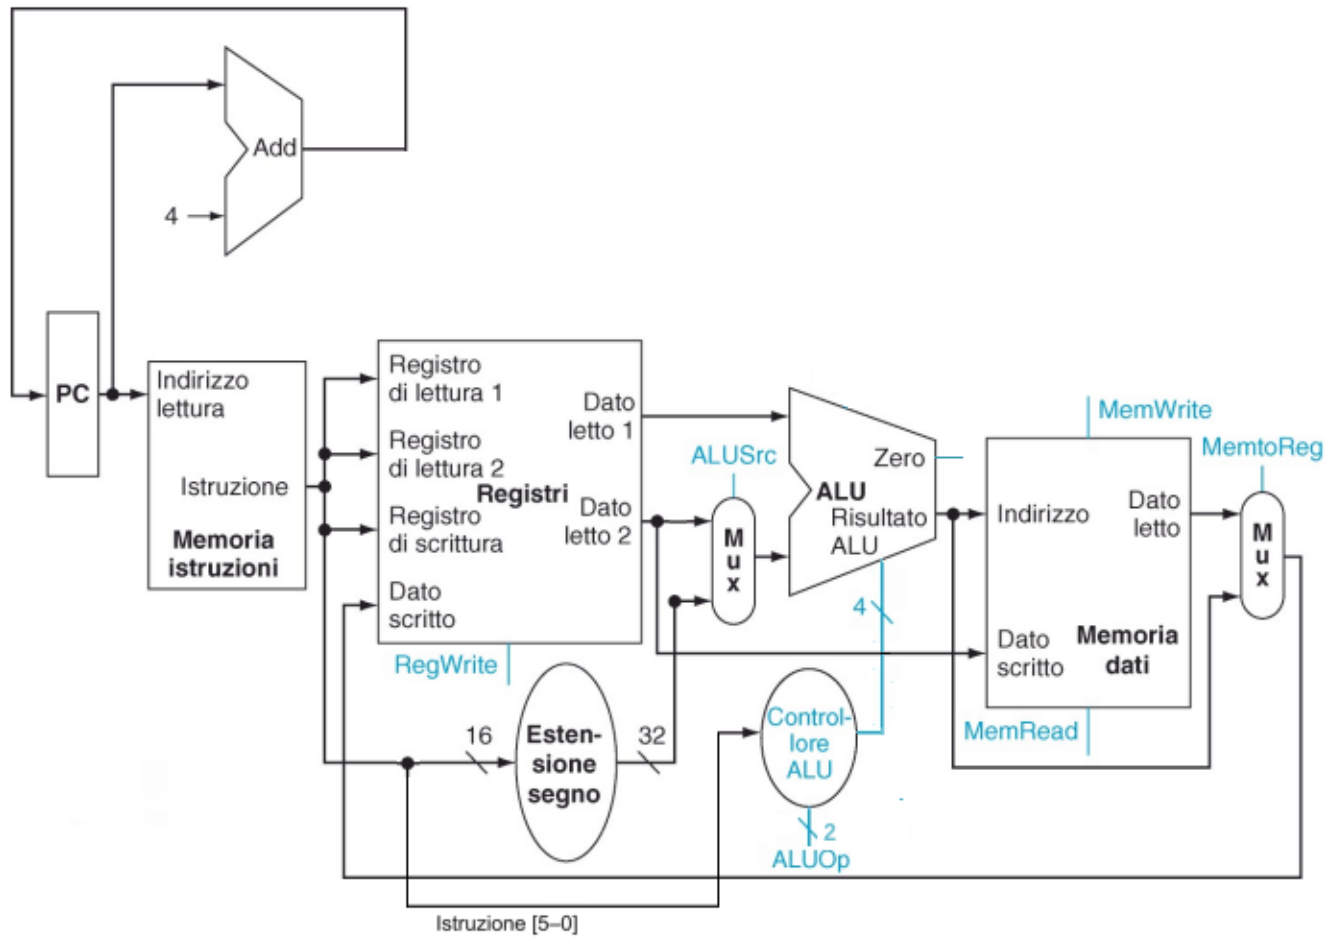 Add
4
PC
Indirizzo
lettura
Istruzione
Memoria
istruzioni
Registro
di lettura 1
Registro
di lettura 2
Registri
Registro
di scrittura
Dato
scritto
Dato
letto 1
Dato
letto 2
RegWrite
16
Esten-
sione
segno
32
ALUSrc
M
u
x
Zero
ALU
Risultato
ALU
4
Control-
lore
ALU
2
ALUOp
MemWrite
Indirizzo
Dato
letto
Dato
scritto
Memoria
dati
MemRead
MemtoReg
M
u
x
Istruzione [5–0]